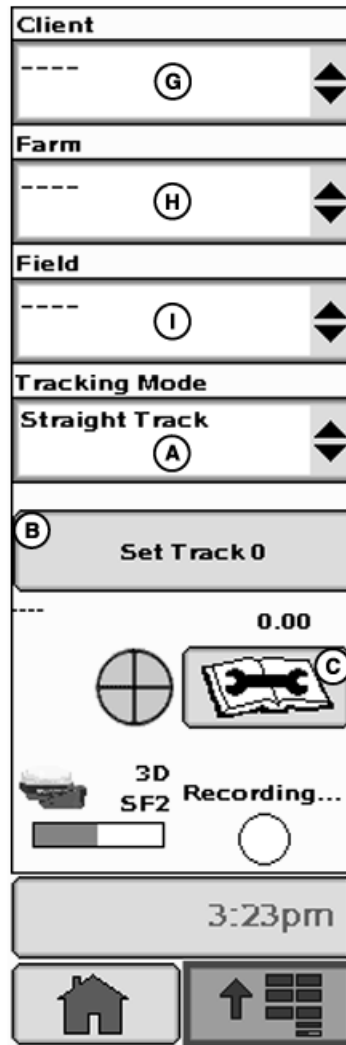 Client
----
G
Farm
----
H
Field
----
I
Tracking Mode
Straight Track
A
B
Set Track 0
----
0.00
C
3D
SF2
Recording...
3:23pm